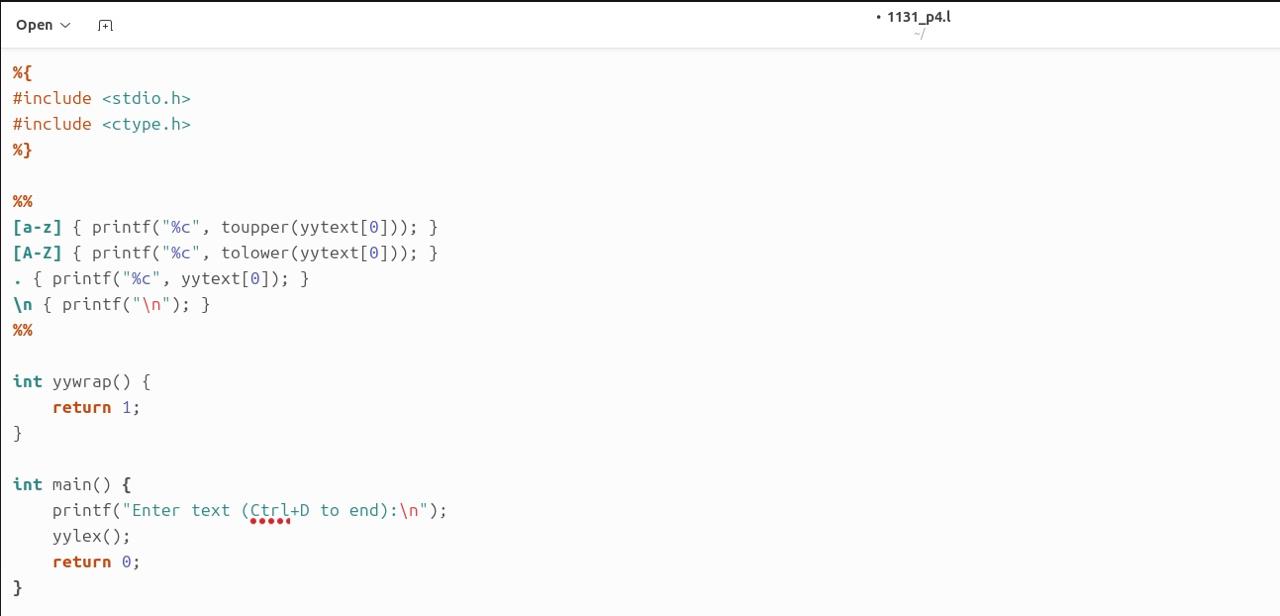 Open
• 1131_p4.l
~/
%{
#include <stdio.h>
#include <ctype.h>
%}
%%
[a-z] { printf("%c", toupper(yytext[0])); }
[A-Z] { printf("%c", tolower(yytext[0])); }
. { printf("%c", yytext[0]); }
\n { printf("\n"); }
%%
int yywrap() {
    return 1;
}
int main() {
    printf("Enter text (Ctrl+D to end):\n");
    yylex();
    return 0;
}